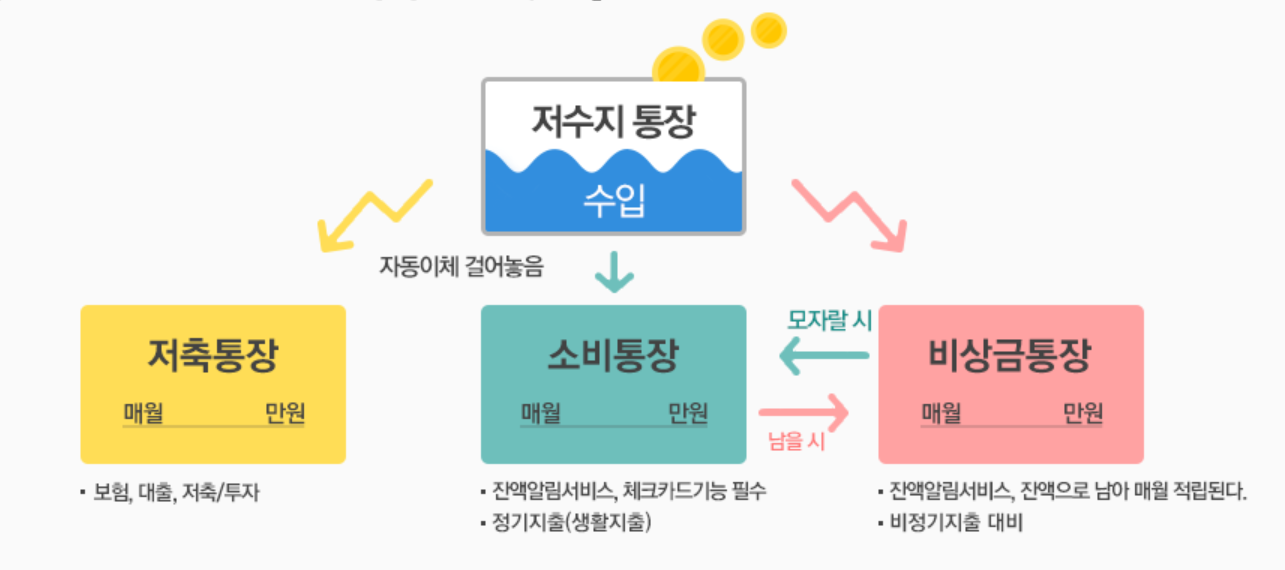 저수지 통장
수입
자동이체 걸어놓음
저축통장
매월 만원
보험, 대출, 저축/투자
소비통장
매월 만원
잔액알림서비스, 체크카드기능 필수
정기지출(생활지출)
모자랄 시
남을 시
비상금통장
매월 만원
잔액알림서비스, 잔액으로 남아 매월 적립된다.
비정기지출 대비